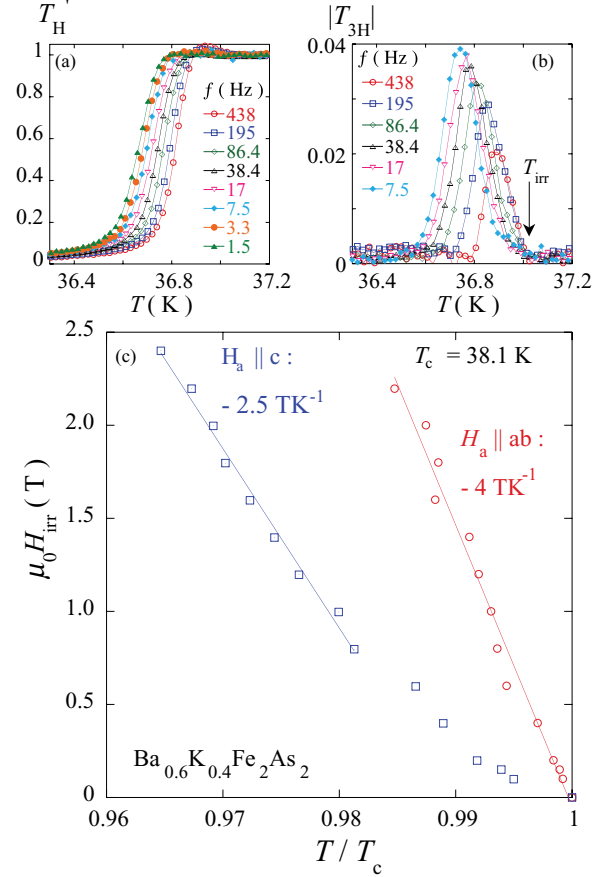 T_H'
1
0.8
0.6
0.4
0.2
0
(a)
f ( Hz )
438
195
86.4
38.4
17
7.5
3.3
1.5
36.4 36.8 37.2
T ( K )
|T_3H|
0.04
0.02
0
(b)
f ( Hz )
438
195
86.4
38.4
17
7.5
T_irr
36.4 36.8 37.2
T ( K )
2.5
2.0
1.5
1.0
0.5
0
μ_0H_irr ( T )
(c)
H_a || c :
- 2.5 TK^-1
T_c = 38.1 K
H_a || ab :
- 4 TK^-1
Ba_0.6K_0.4Fe_2As_2
0.96 0.97 0.98 0.99 1
T / T_c